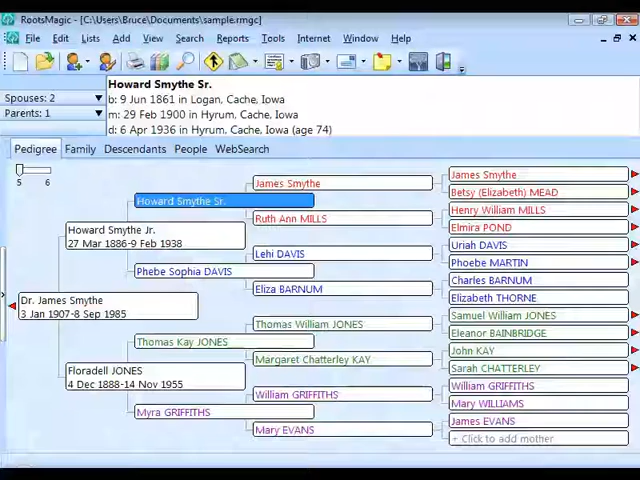 RootsMagic - [C:\Users\Bruce\Documents\sample.rmgc]
File Edit Lists Add View Search Reports Tools Internet Window Help
Howard Smythe Sr.
Spouses: 2
b: 9 Jun 1861 in Logan, Cache, Iowa
Parents: 1
m: 29 Feb 1900 in Hyrum, Cache, Iowa
d: 6 Apr 1936 in Hyrum, Cache, Iowa (age 74)
Pedigree Family Descendants People WebSearch
5 6
James Smythe
James Smythe
Betsy (Elizabeth) MEAD
Howard Smythe Sr.
Henry William MILLS
Ruth Ann MILLS
Elmira POND
Howard Smythe Jr.
27 Mar 1886-9 Feb 1938
Uriah DAVIS
Lehi DAVIS
Phoebe MARTIN
Phebe Sophia DAVIS
Charles BARNUM
Eliza BARNUM
Elizabeth THORNE
Dr. James Smythe
3 Jan 1907-8 Sep 1985
Samuel William JONES
Thomas William JONES
Eleanor BAINBRIDGE
Thomas Kay JONES
John KAY
Margaret Chatterley KAY
Sarah CHATTERLEY
Floradell JONES
4 Dec 1888-14 Nov 1955
William GRIFFITHS
William GRIFFITHS
Mary WILLIAMS
Myra GRIFFITHS
James EVANS
Mary EVANS
+ Click to add mother